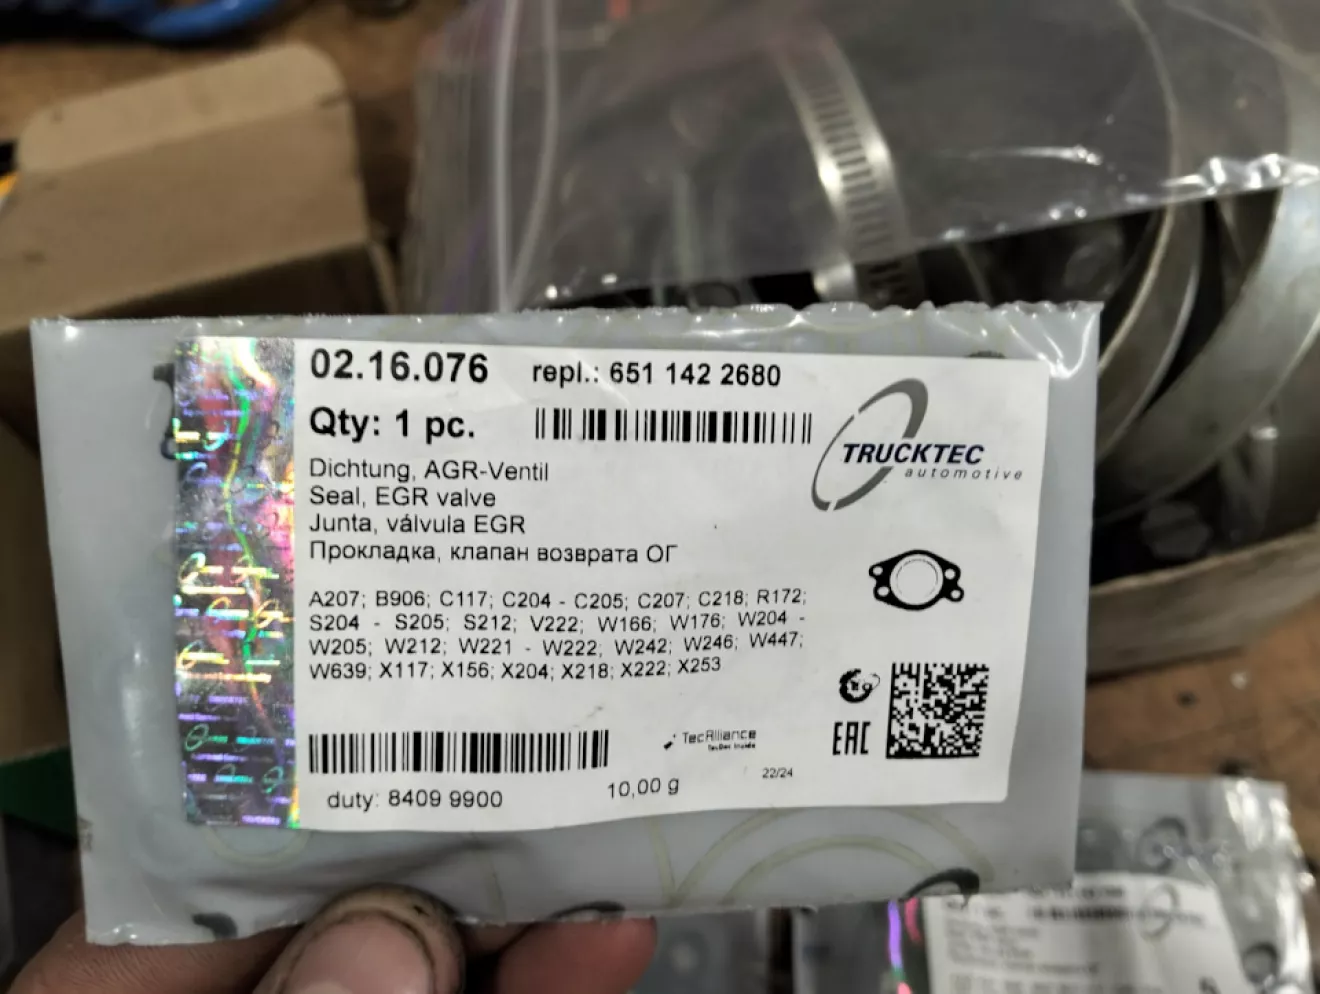 02.16.076 repl.: 651 142 2680
Qty: 1 pc.
TRUCKTEC
automotive
Dichtung, AGR-Ventil
Seal, EGR valve
Junta, válvula EGR
Прокладка, клапан возврата ОГ
A207; B906; C117; C204 - C205; C207; C218; R172;
S204 - S205; S212; V222; W166; W176; W204 -
W205; W212; W221 - W222; W242; W246; W447;
W639; X117; X156; X204; X218; X222; X253
EAC
TecAlliance
TecDoc Inside
22/24
duty: 8409 9900
10,00 g